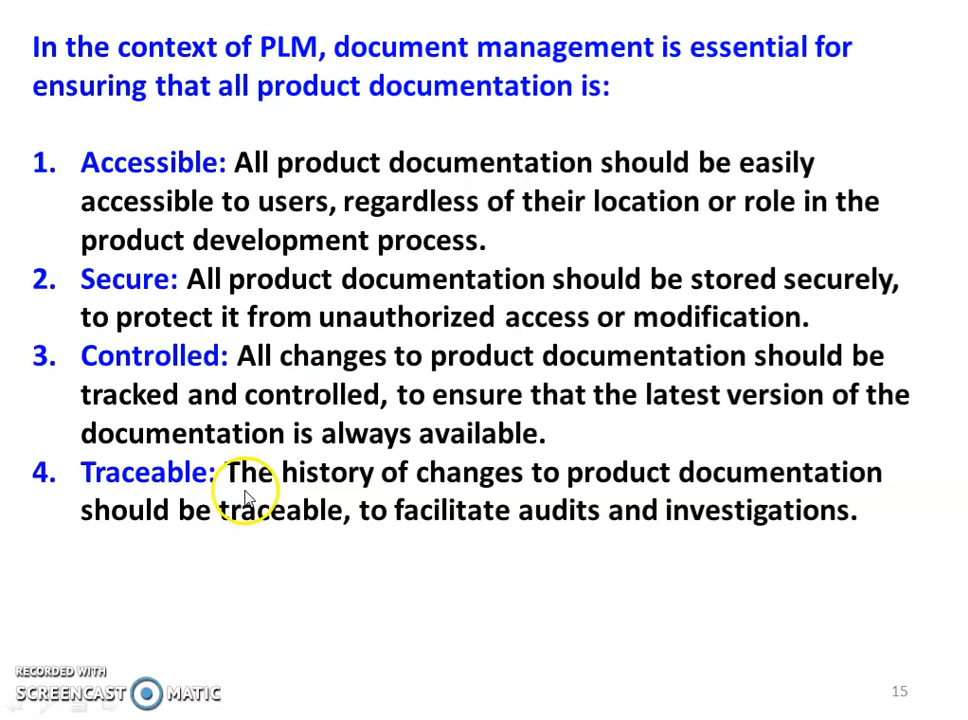 In the context of PLM, document management is essential for
ensuring that all product documentation is:
1. Accessible: All product documentation should be easily
accessible to users, regardless of their location or role in the
product development process.
2. Secure: All product documentation should be stored securely,
to protect it from unauthorized access or modification.
3. Controlled: All changes to product documentation should be
tracked and controlled, to ensure that the latest version of the
documentation is always available.
4. Traceable: The history of changes to product documentation
should be traceable, to facilitate audits and investigations.
RECORDED WITH
SCREENCAST MATIC
15